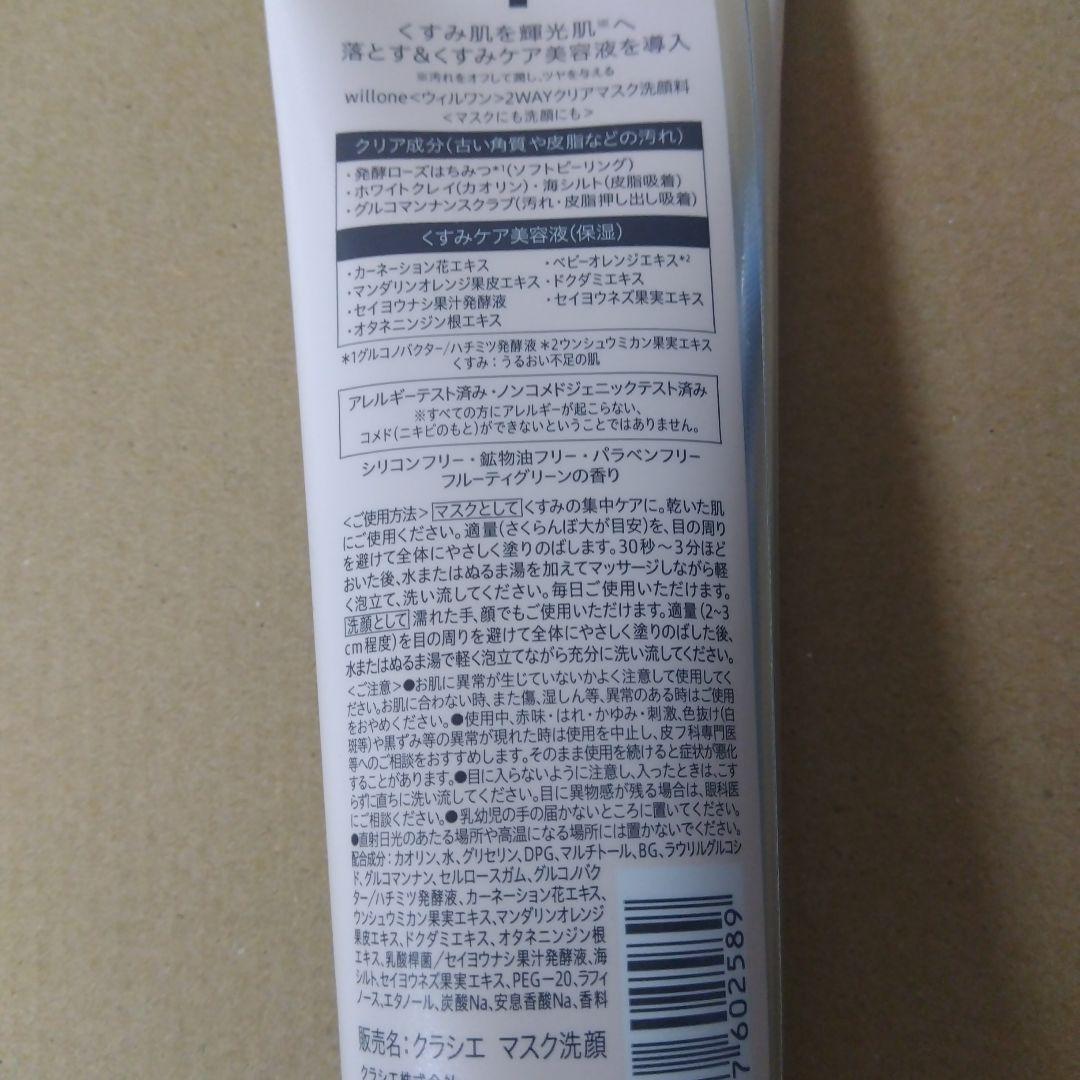 くすみ肌を輝光肌※へ
落とす&くすみケア美容液を導入
※汚れをオフして潤し、ツヤを与える
willone<ウィルワン>2WAYクリアマスク洗顔料
<マスクにも洗顔にも>
クリア成分(古い角質や皮脂などの汚れ)
・発酵ローズはちみつ*1(ソフトピーリング)
・ホワイトクレイ(カオリン)・海シルト(皮脂吸着)
・グルコマンナンスクラブ(汚れ・皮脂押し出し吸着)
くすみケア美容液(保湿)
・カーネーション花エキス ・ベビーオレンジエキス*2
・マンダリンオレンジ果皮エキス・ドクダミエキス
・セイヨウナシ果汁発酵液 ・セイヨウネズ果実エキス
・オタネニンジン根エキス
*1グルコノバクター/ハチミツ発酵液 *2ウンシュウミカン果実エキス
くすみ:うるおい不足の肌
アレルギーテスト済み・ノンコメドジェニックテスト済み
※すべての方にアレルギーが起こらない、
コメド(ニキビのもと)ができないということではありません。
シリコンフリー・鉱物油フリー・パラベンフリー
フルーティグリーンの香り
<ご使用方法>マスクとしてくすみの集中ケアに。乾いた肌
にご使用ください。適量(さくらんぼ大が目安)を、目の周り
を避けて全体にやさしく塗りのばします。30秒~3分ほど
おいた後、水またはぬるま湯を加えてマッサージしながら軽
く泡立て、洗い流してください。毎日ご使用いただけます。
洗顔として濡れた手、顔でもご使用いただけます。適量(2~3
cm程度)を目の周りを避けて全体にやさしく塗りのばした後、
水またはぬるま湯で軽く泡立てながら充分に洗い流してください。
<ご注意>●お肌に異常が生じていないかよく注意して使用してく
ださい。お肌に合わない時、また傷、湿しん等、異常のある時はご使用
をおやめください。●使用中、赤味・はれ・かゆみ・刺激、色抜け(白
斑等)や黒ずみ等の異常が現れた時は使用を中止し、皮フ科専門医
等へのご相談をおすすめします。そのまま使用を続けると症状が悪化
することがあります。●目に入らないように注意し、入ったときは、こす
らずに直ちに洗い流してください。目に異物感が残る場合は、眼科医
にご相談ください。●乳幼児の手の届かないところに置いてください。
●直射日光のあたる場所や高温になる場所には置かないでください。
配合成分:カオリン、水、グリセリン、DPG、マルチトール、BG、ラウリルグルコシ
ド、グルコマンナン、セルロースガム、グルコノバク
ター/ハチミツ発酵液、カーネーション花エキス、
ウンシュウミカン果実エキス、マンダリンオレンジ
果皮エキス、ドクダミエキス、オタネニンジン根
エキス、乳酸桿菌/セイヨウナシ果汁発酵液、海
シルト、セイヨウネズ果実エキス、PEG-20、ラフィ
ノース、エタノール、炭酸Na、安息香酸Na、香料
販売名:クラシエ マスク洗顔
クラシエ株式会社
7602589